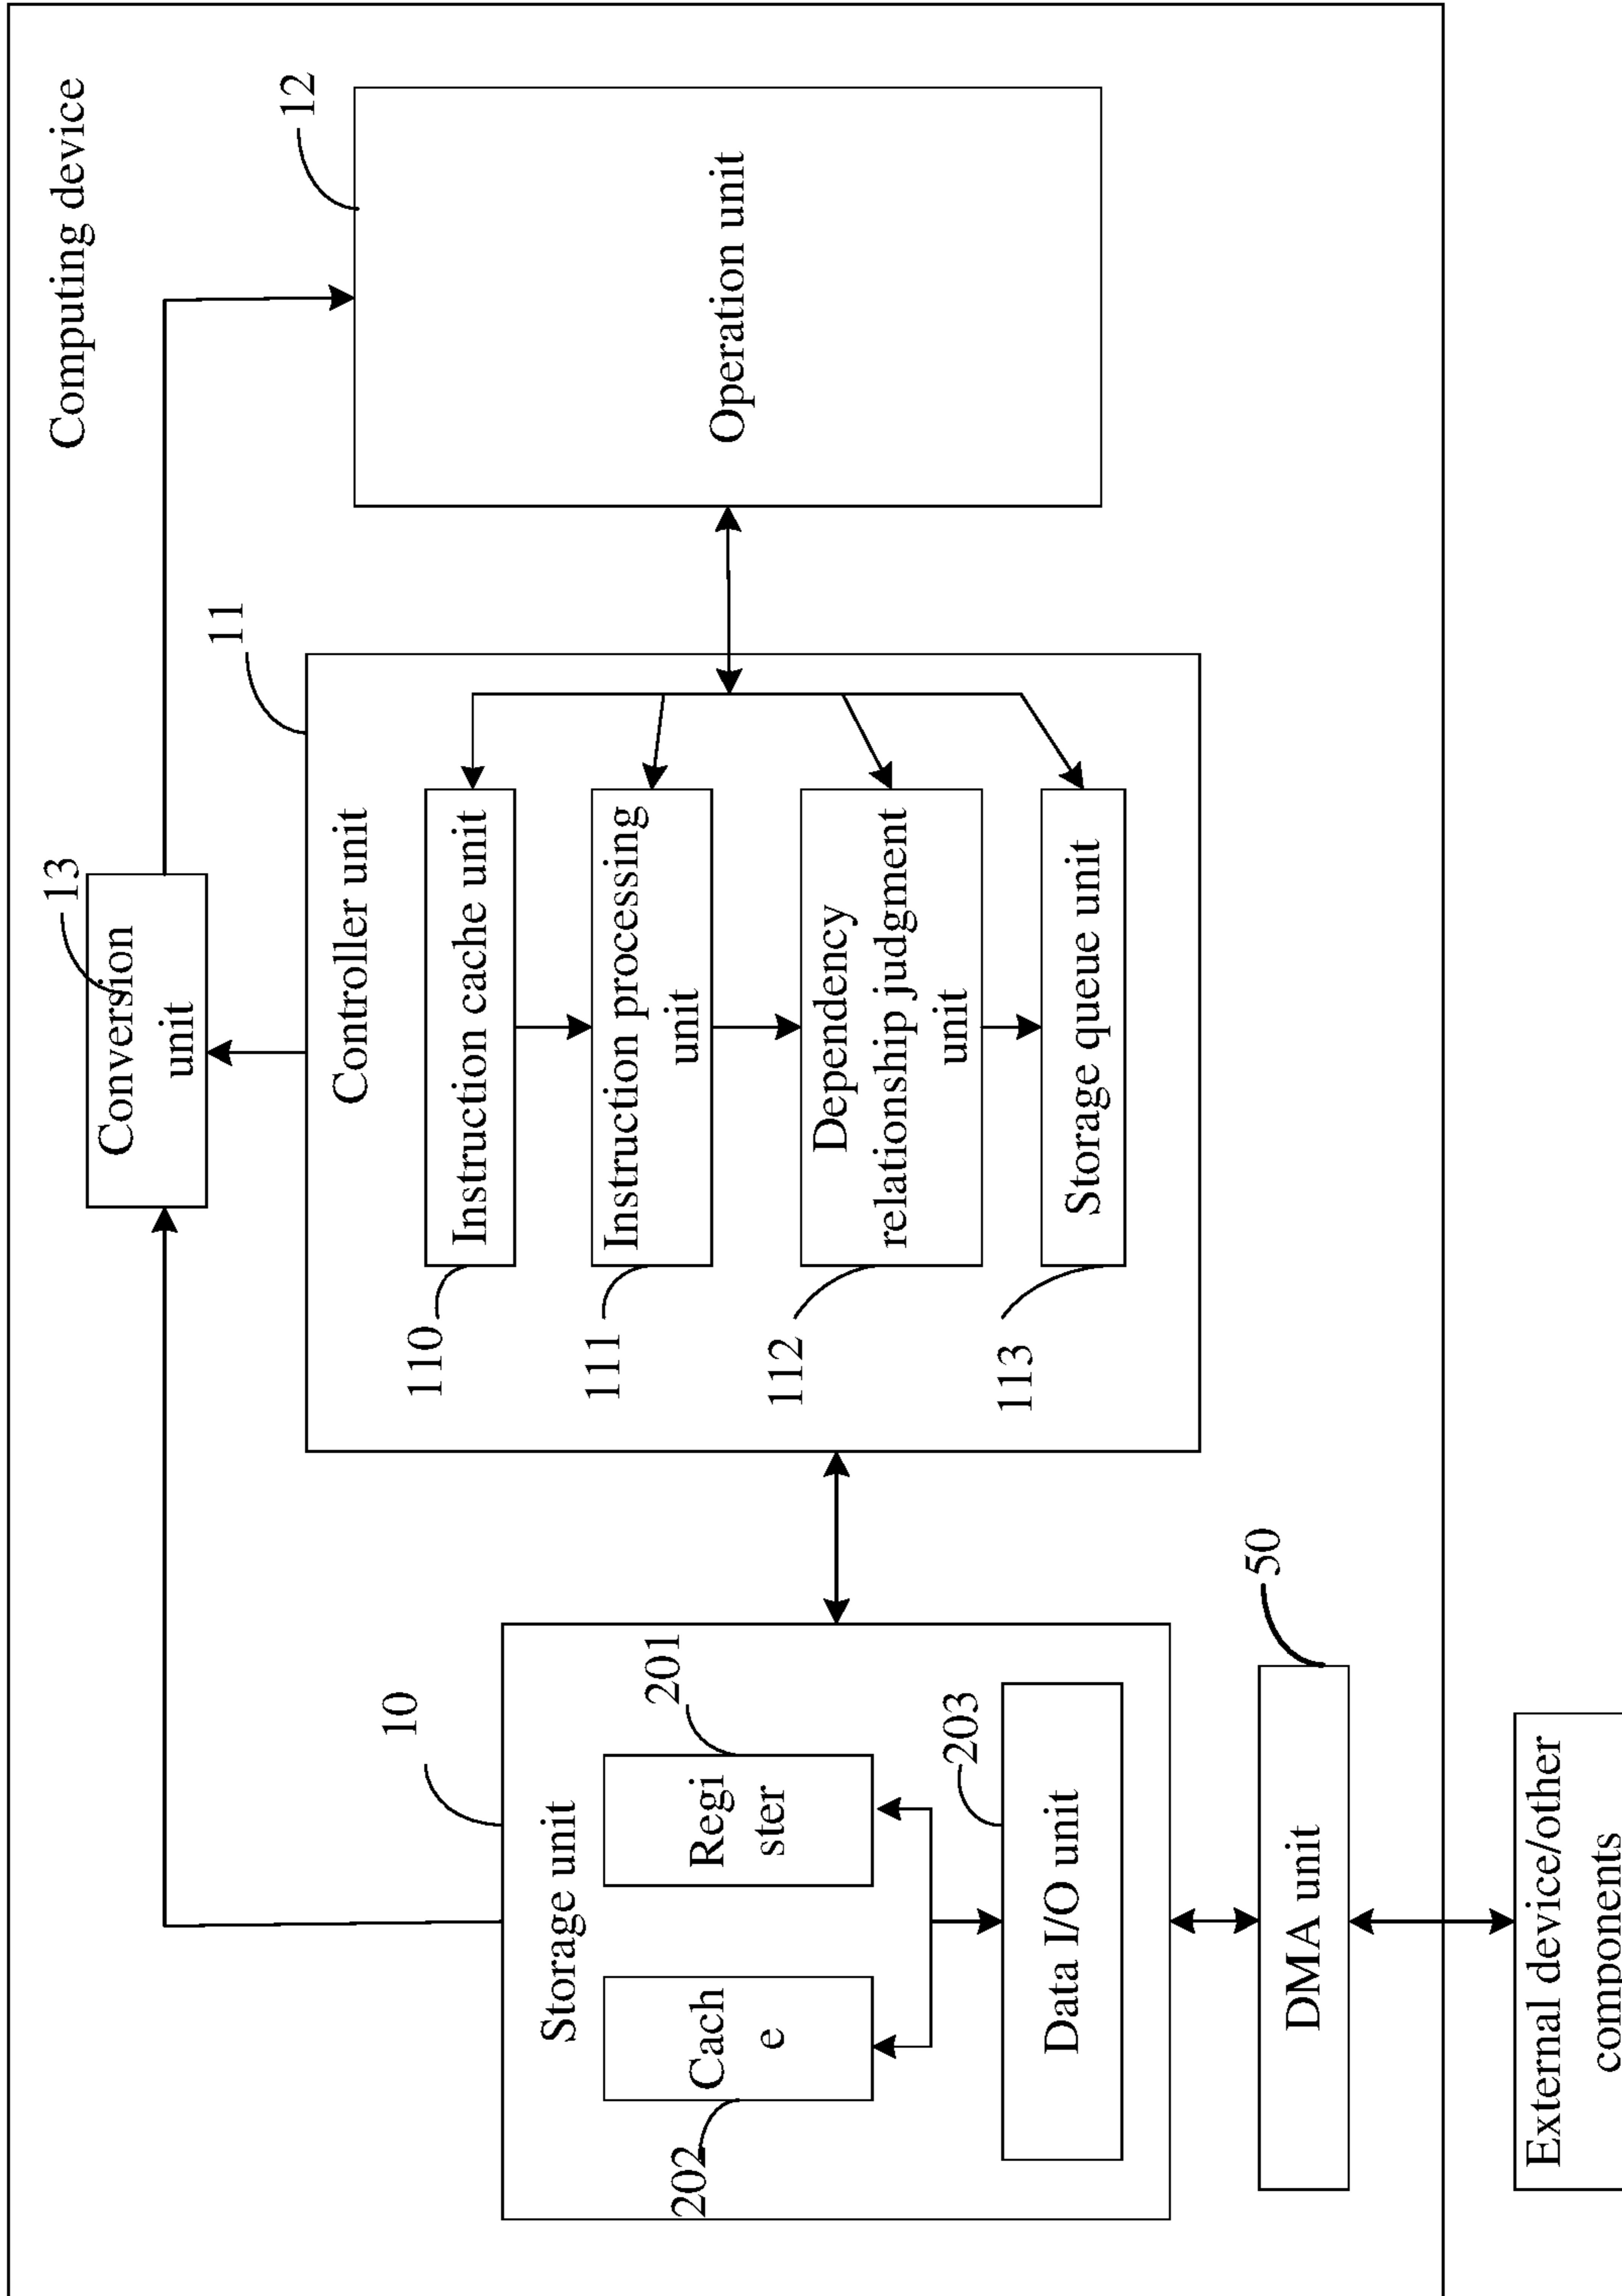 Computing device
13
Conversion
unit
11
12
Controller unit
10
Storage unit
Instruction cache unit
110
Instruction processing
unit
111
Operation unit
202
Cach
e
Regi
ster
201
Dependency
relationship judgment
unit
112
203
Data I/O unit
Storage queue unit
113
50
DMA unit
External device/other
components